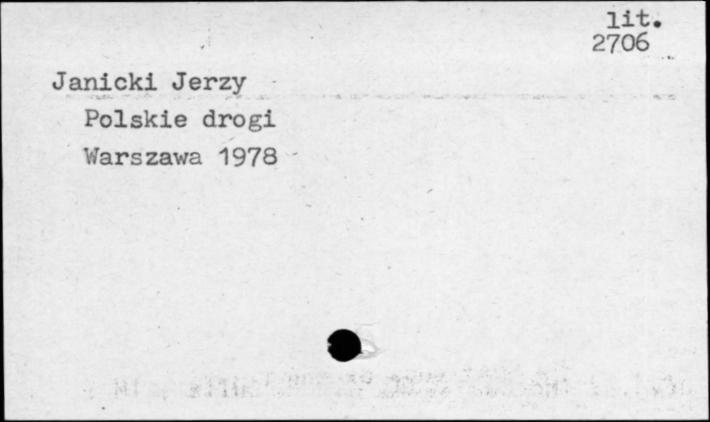 lit.
2706
Janicki Jerzy
Polskie drogi
Warszawa 1978